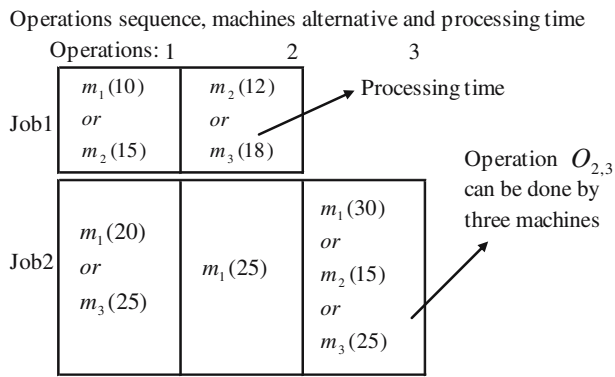 Operations sequence, machines alternative and processing time
Operations: 1 2 3
Job1
m₁(10)
or
m₂(15)
m₂(12)
or
m₃(18)
Processing time
Operation O₂,₃
can be done by
three machines
Job2
m₁(20)
or
m₃(25)
m₁(25)
m₁(30)
or
m₂(15)
or
m₃(25)